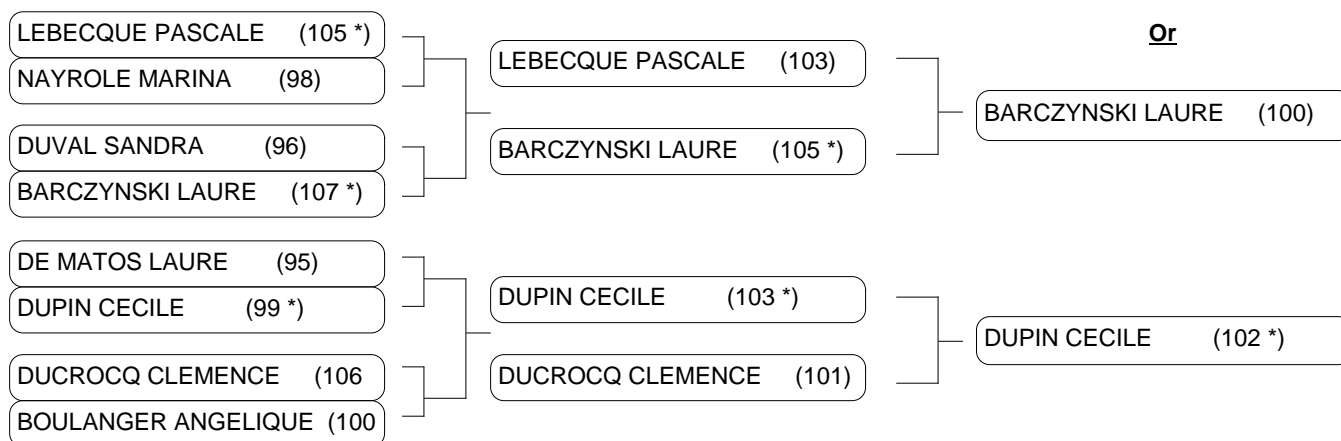 LEBECQUE PASCALE (105 *)
NAYROLE MARINA (98)
DUVAL SANDRA (96)
BARCZYNSKI LAURE (107 *)
DE MATOS LAURE (95)
DUPIN CECILE (99 *)
DUCROCQ CLEMENCE (106
BOULANGER ANGELIQUE (100
LEBECQUE PASCALE (103)
BARCZYNSKI LAURE (105 *)
DUPIN CECILE (103 *)
DUCROCQ CLEMENCE (101)
Or
BARCZYNSKI LAURE (100)
DUPIN CECILE (102 *)